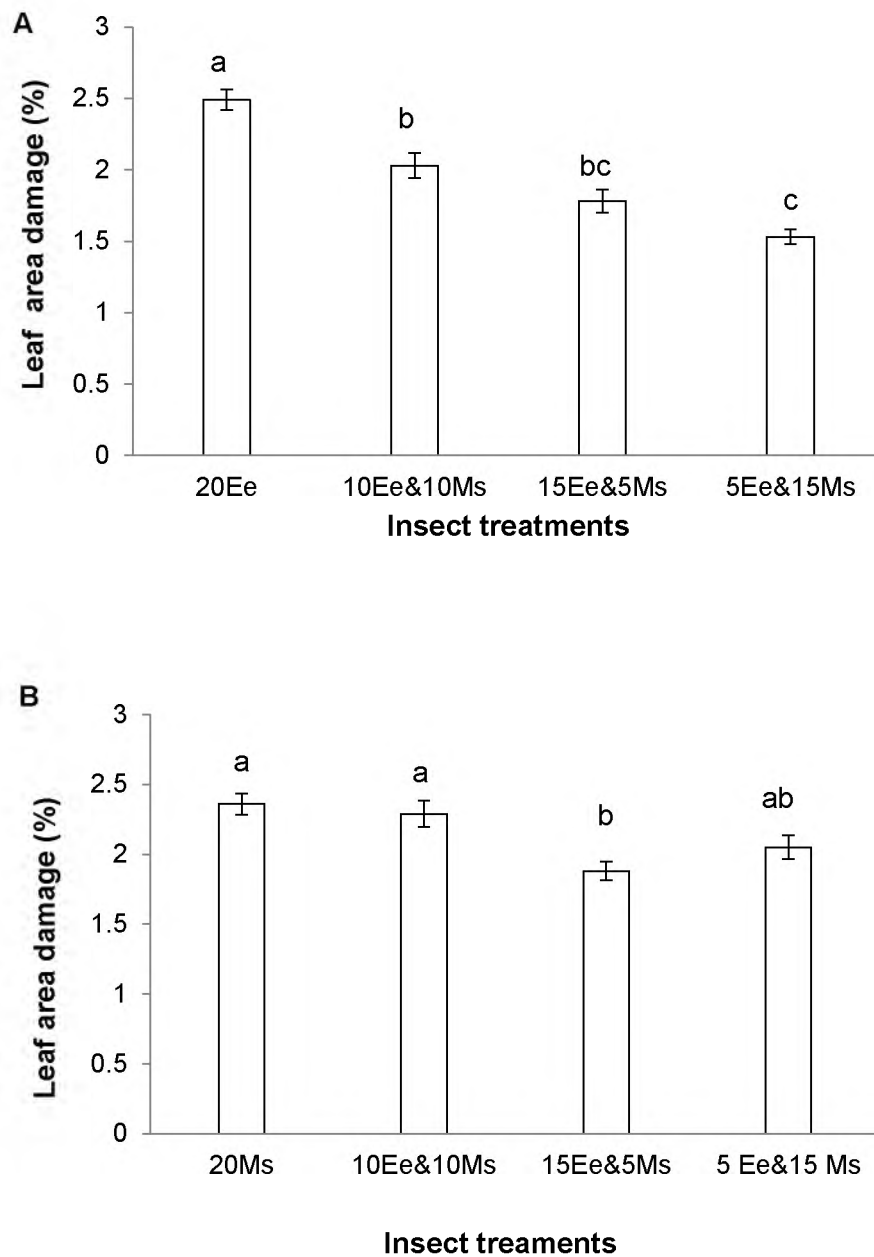 A
3
a
2.5
b
bc
2
c
1.5
1
0.5
0
Leaf area damage (%)
20Ee 10Ee&10Ms 15Ee&5Ms 5Ee&15Ms
Insect treatments
B
3
a a
2.5
b ab
2
1.5
1
0.5
0
Leaf area damage (%)
20Ms 10Ee&10Ms 15Ee&5Ms 5 Ee&15 Ms
Insect treaments